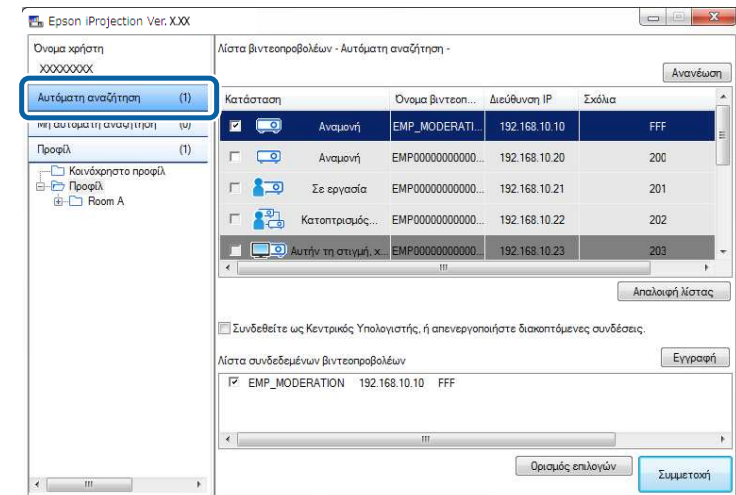 Epson iProjection Ver. X.XX
Όνομα χρήστη
XXXXXXXX
Αυτόματη αναζήτηση (1)
Μη αυτόματη αναζήτηση (0)
Προφίλ (1)
Κοινόχρηστο προφίλ
Προφίλ
Room A
Λίστα βιντεοπροβολέων - Αυτόματη αναζήτηση -
Ανανέωση
Κατάσταση Όνομα βιντεοπ... Διεύθυνση IP Σχόλια
Αναμονή EMP_MODERATI... 192.168.10.10 FFF
Αναμονή EMP00000000000... 192.168.10.20 200
Σε εργασία EMP00000000000... 192.168.10.21 201
Κατοπτρισμός... EMP00000000000... 192.168.10.22 202
Αυτήν τη στιγμή, χ... EMP00000000000... 192.168.10.23 203
Απαλοιφή λίστας
Συνδεθείτε ως Κεντρικός Υπολογιστής, ή απενεργοποιήστε διακοπτόμενες συνδέσεις.
Λίστα συνδεδεμένων βιντεοπροβολέων
Εγγραφή
EMP_MODERATION 192.168.10.10 FFF
Ορισμός επιλογών
Συμμετοχή